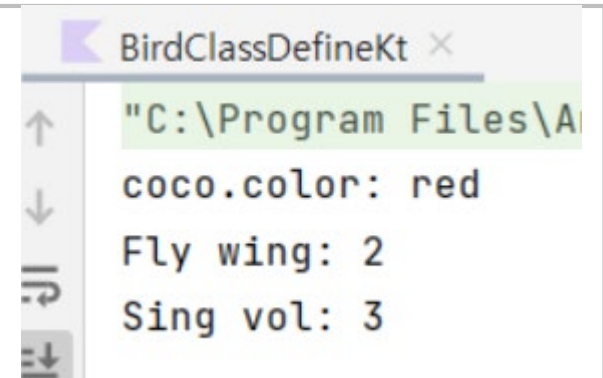 BirdClassDefineKt
"C:\Program Files\A
coco.color: red
Fly wing: 2
Sing vol: 3